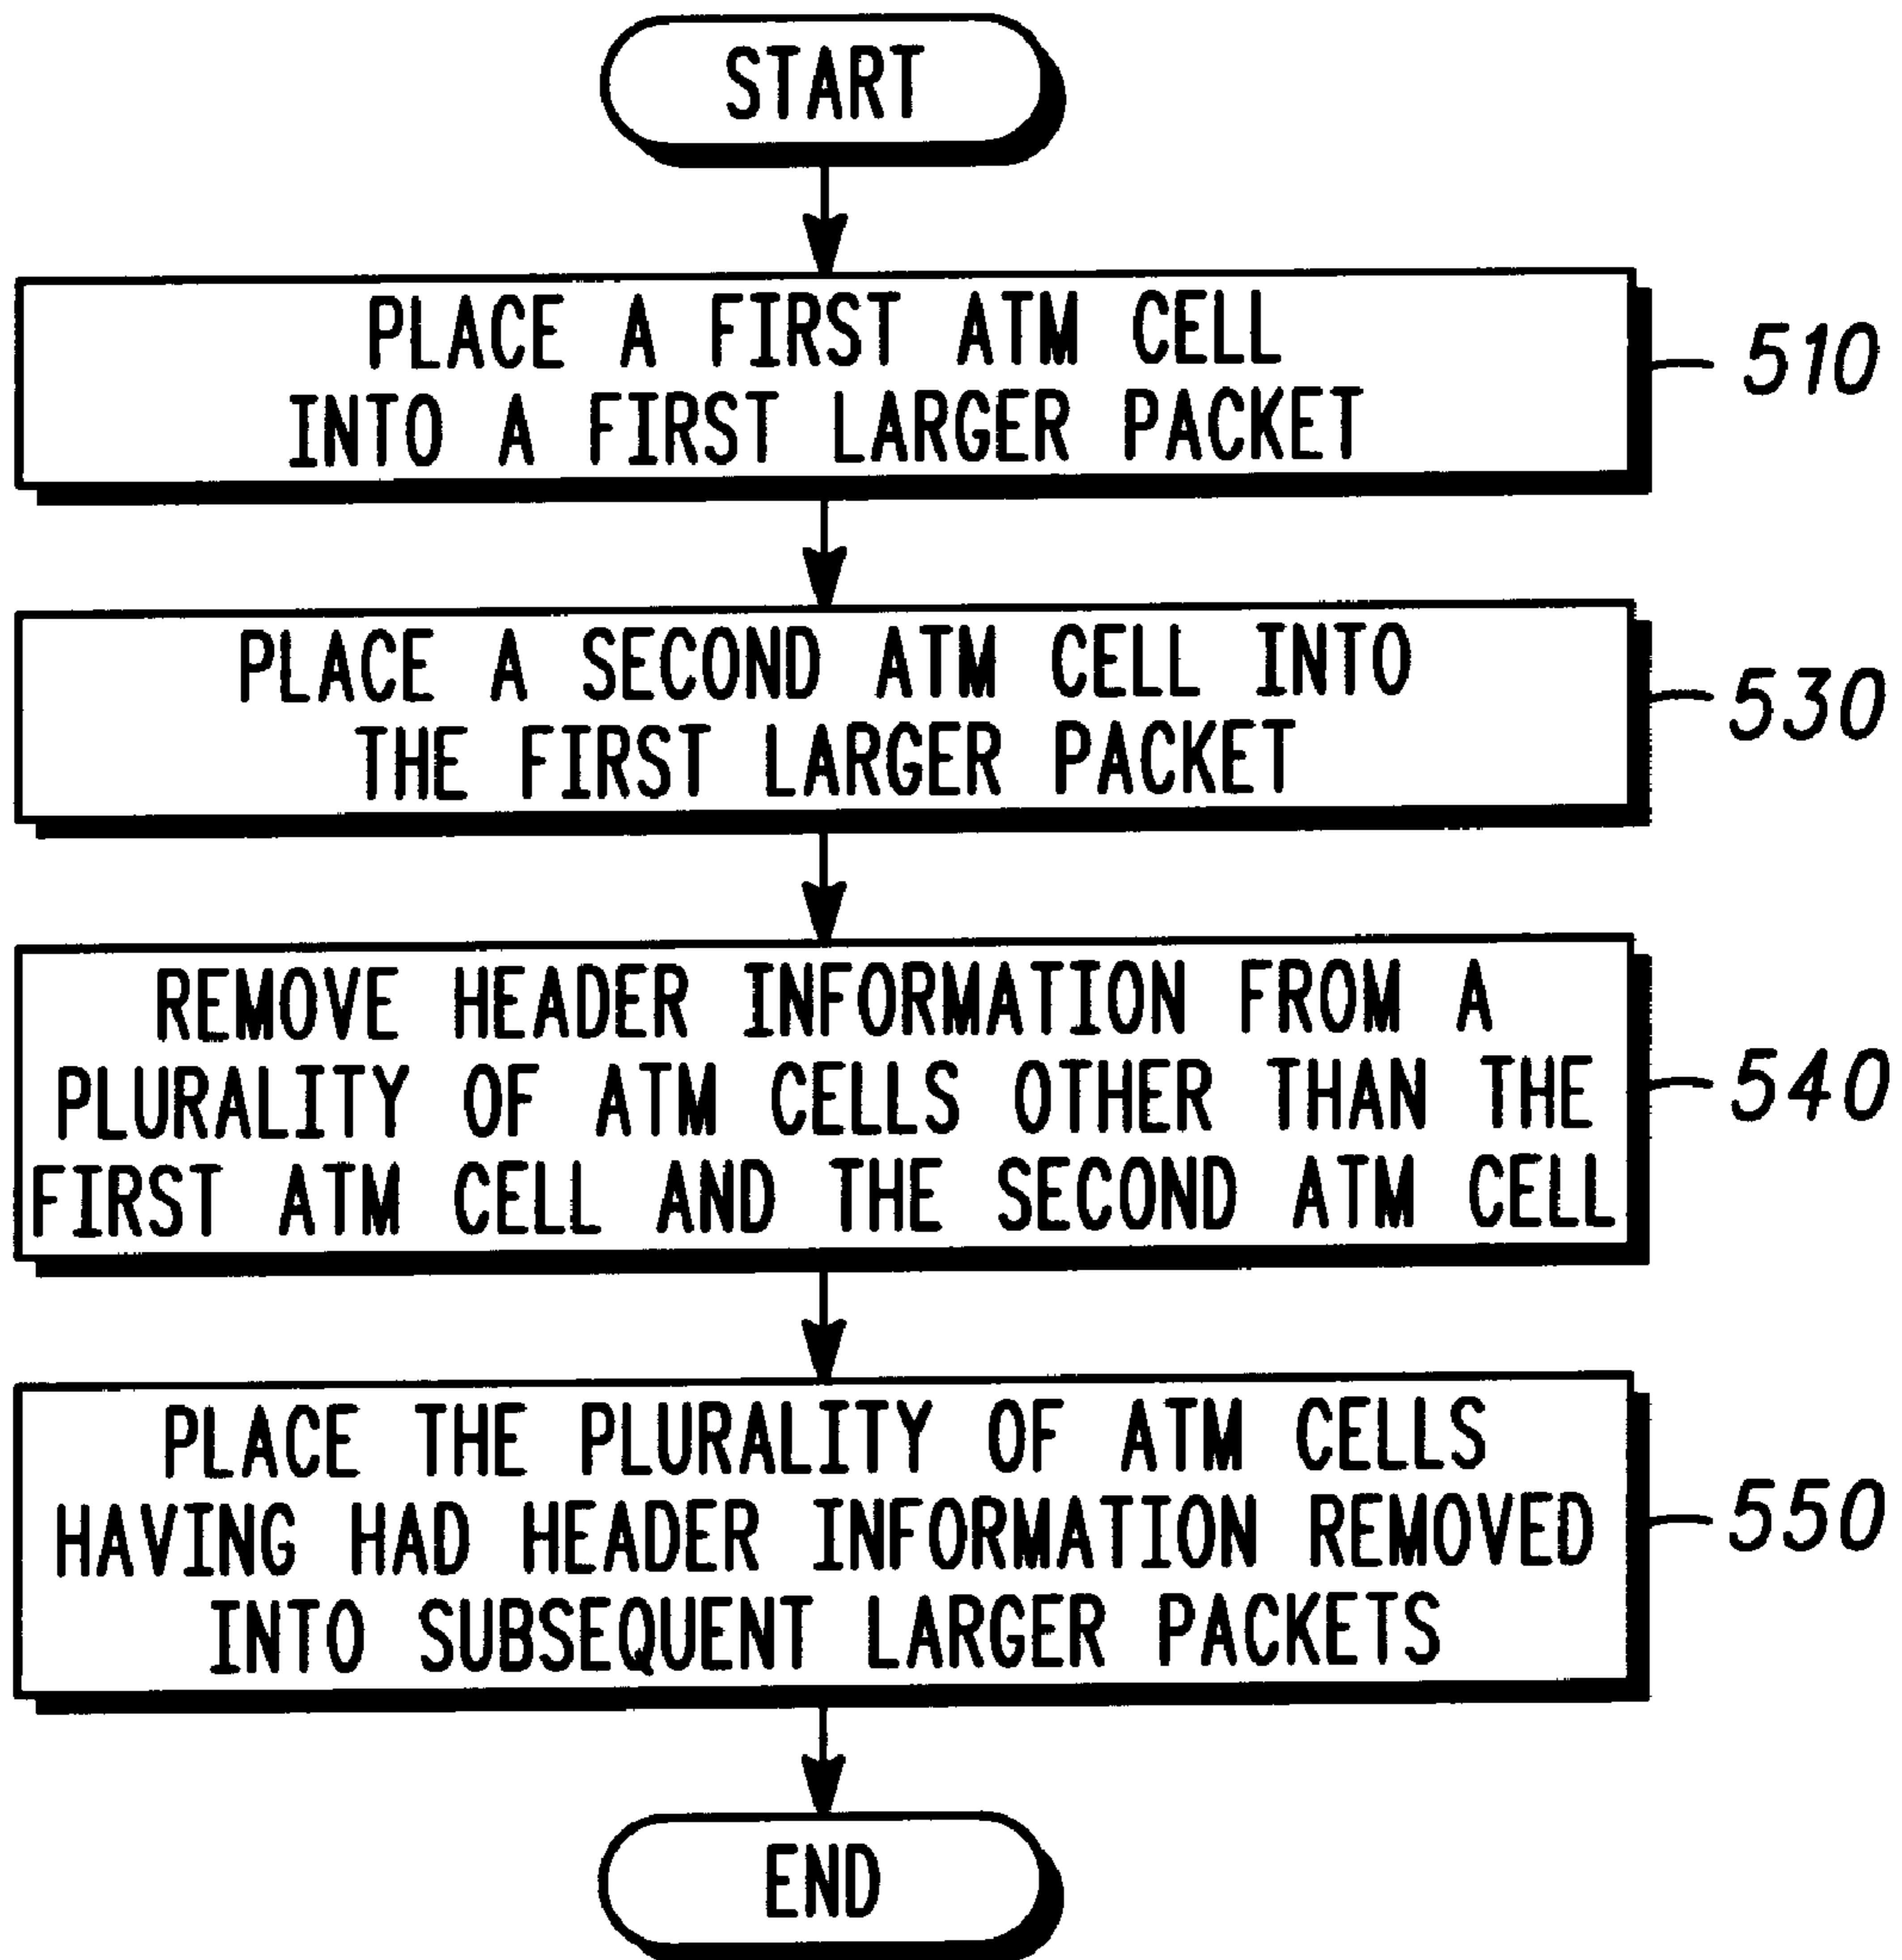 START
PLACE A FIRST ATM CELL
INTO A FIRST LARGER PACKET
510
PLACE A SECOND ATM CELL INTO
THE FIRST LARGER PACKET
530
REMOVE HEADER INFORMATION FROM A
PLURALITY OF ATM CELLS OTHER THAN THE
FIRST ATM CELL AND THE SECOND ATM CELL
540
PLACE THE PLURALITY OF ATM CELLS
HAVING HAD HEADER INFORMATION REMOVED
INTO SUBSEQUENT LARGER PACKETS
550
END